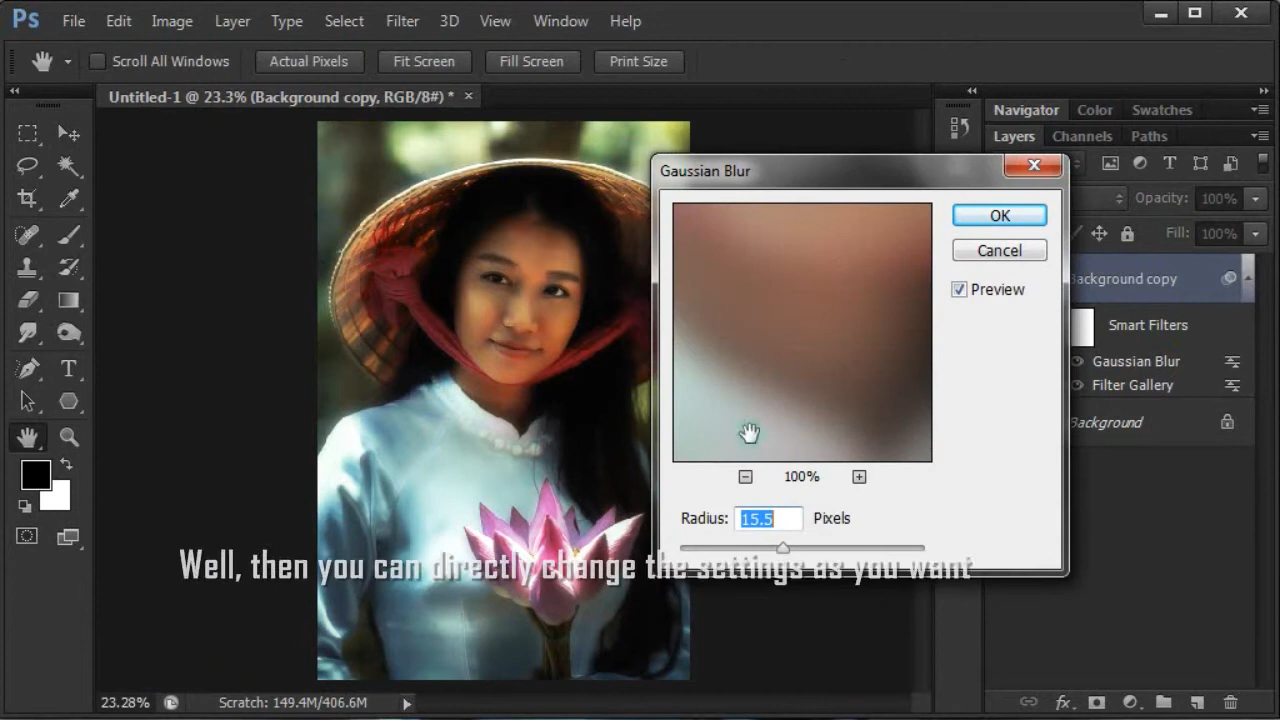 Ps File Edit Image Layer Type Select Filter 3D View Window Help
Scroll All Windows Actual Pixels Fit Screen Fill Screen Print Size
Untitled-1 @ 23.3% (Background copy, RGB/8#) * ×
Navigator Color Swatches
Layers Channels Paths
Gaussian Blur
Opacity: 100%
OK
Fill: 100%
Cancel
Preview
Background copy
Smart Filters
Gaussian Blur
Filter Gallery
Background
100%
Radius: 15.5 Pixels
Well, then you can directly change the settings as you want
23.28% Scratch: 149.4M/406.6M